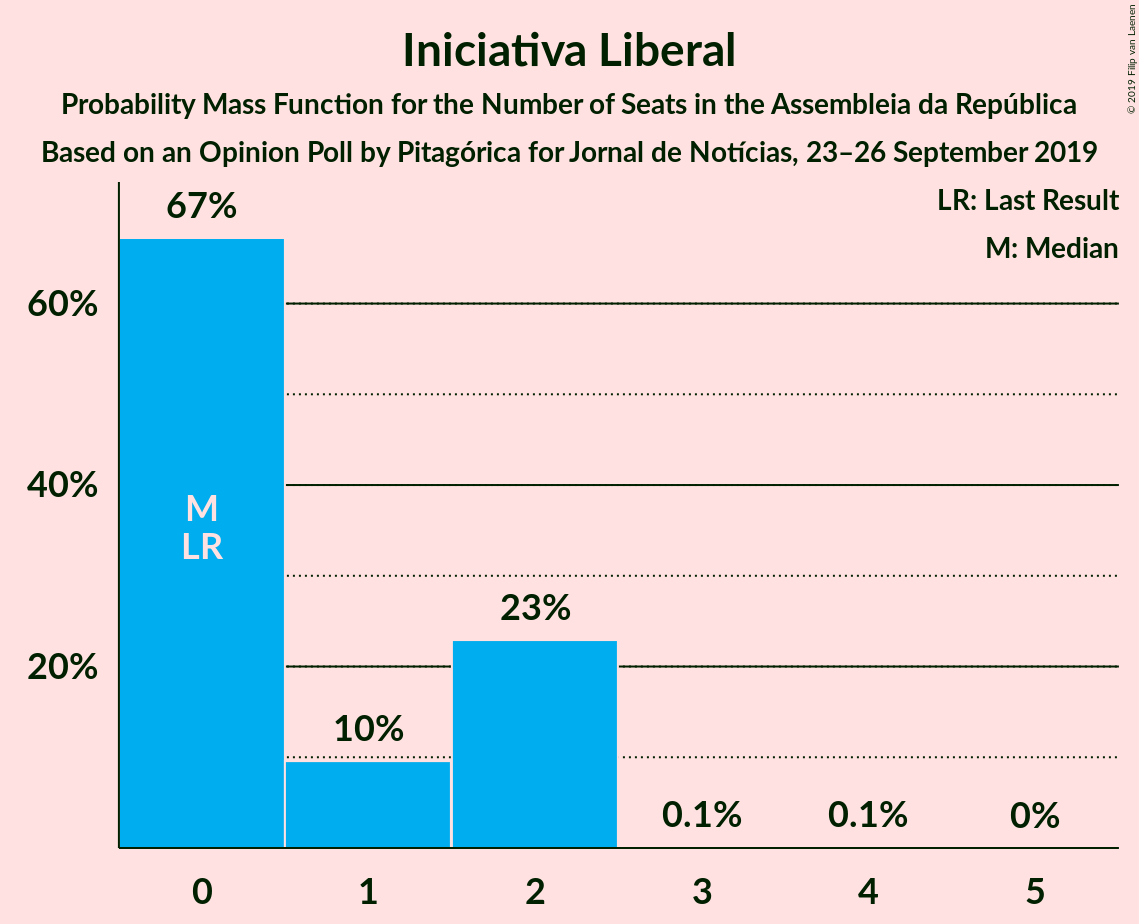 Iniciativa Liberal
Probability Mass Function for the Number of Seats in the Assembleia da República
Based on an Opinion Poll by Pitagórica for Jornal de Notícias, 23–26 September 2019
© 2019 Filip van Laenen
LR: Last Result
M: Median
67%
60%
40%
M
LR
23%
20%
10%
0.1%
0.1%
0%
0
1
2
3
4
5